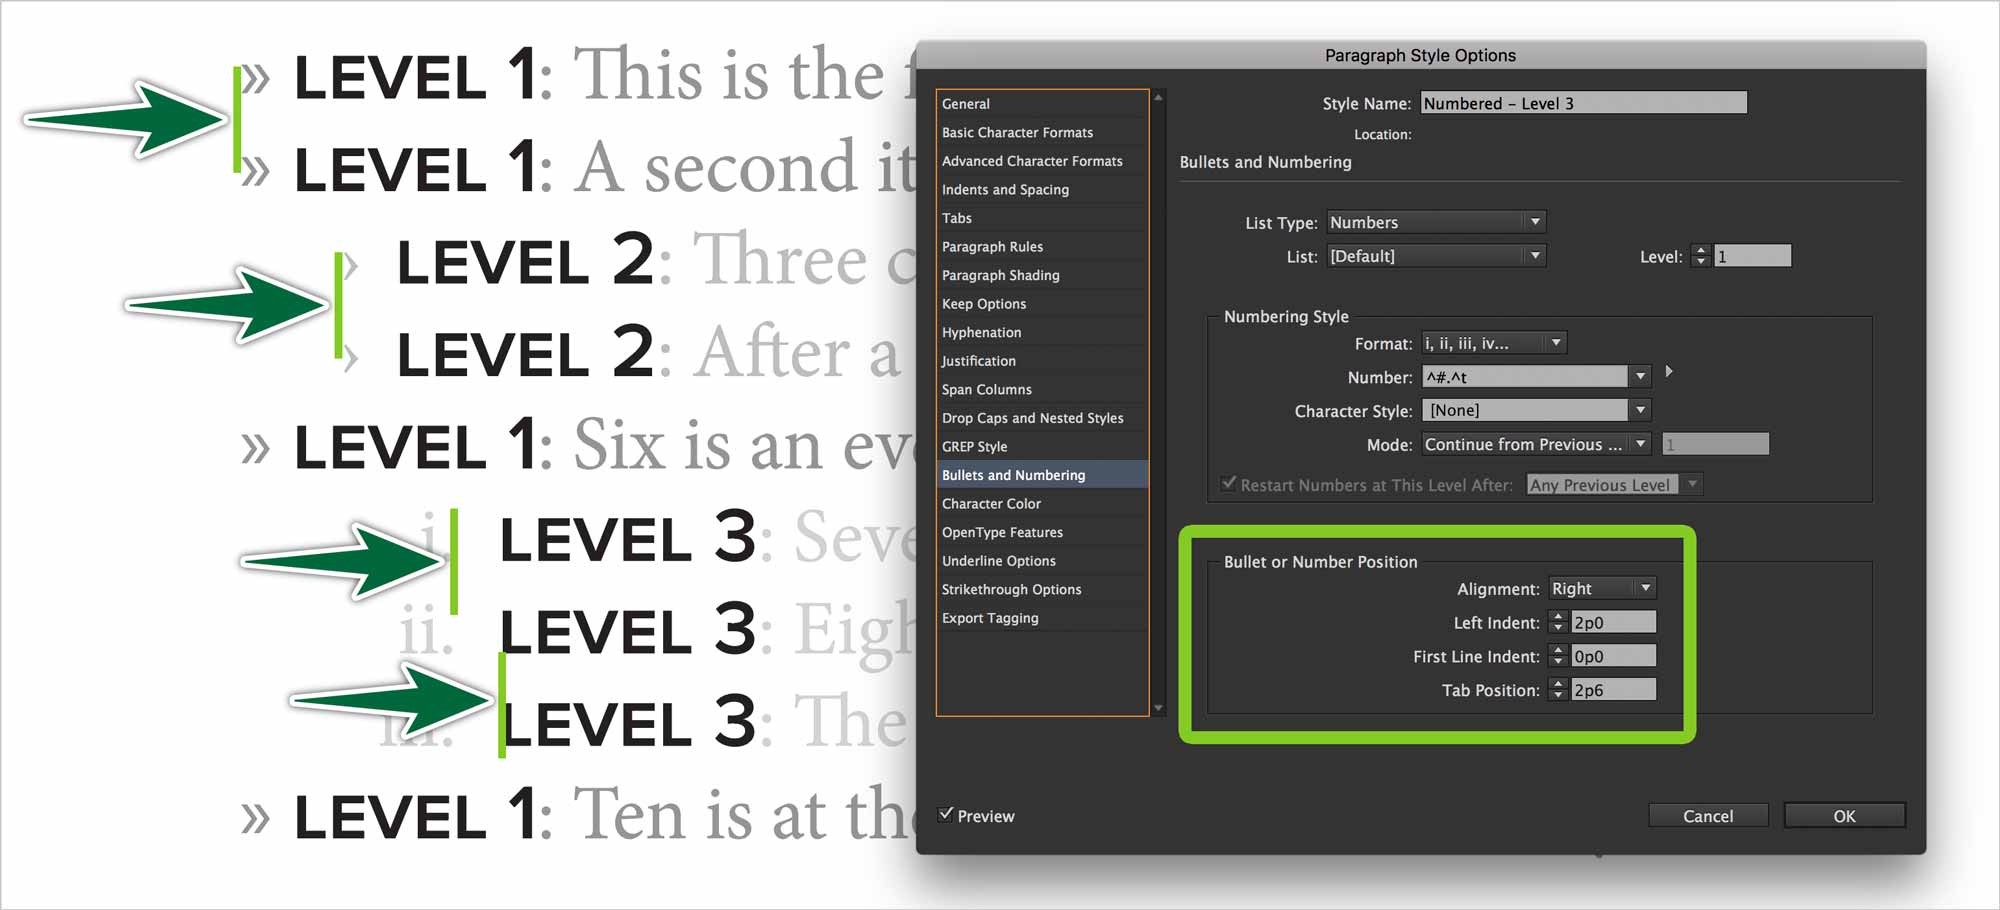 » LEVEL 1: This is the
» LEVEL 1: A second it
› LEVEL 2: Three c
› LEVEL 2: After a
» LEVEL 1: Six is an eve
i. LEVEL 3: Seve
ii. LEVEL 3: Eigh
iii. LEVEL 3: The
» LEVEL 1: Ten is at the
Paragraph Style Options
General
Basic Character Formats
Advanced Character Formats
Indents and Spacing
Tabs
Paragraph Rules
Paragraph Shading
Keep Options
Hyphenation
Justification
Span Columns
Drop Caps and Nested Styles
GREP Style
Bullets and Numbering
Character Color
OpenType Features
Underline Options
Strikethrough Options
Export Tagging
Style Name: Numbered – Level 3
Location:
Bullets and Numbering
List Type: Numbers
List: [Default] Level: 1
Numbering Style
Format: i, ii, iii, iv...
Number: ^#.^t
Character Style: [None]
Mode: Continue from Previous ... 1
Restart Numbers at This Level After: Any Previous Level
Bullet or Number Position
Alignment: Right
Left Indent: 2p0
First Line Indent: 0p0
Tab Position: 2p6
Preview
Cancel OK